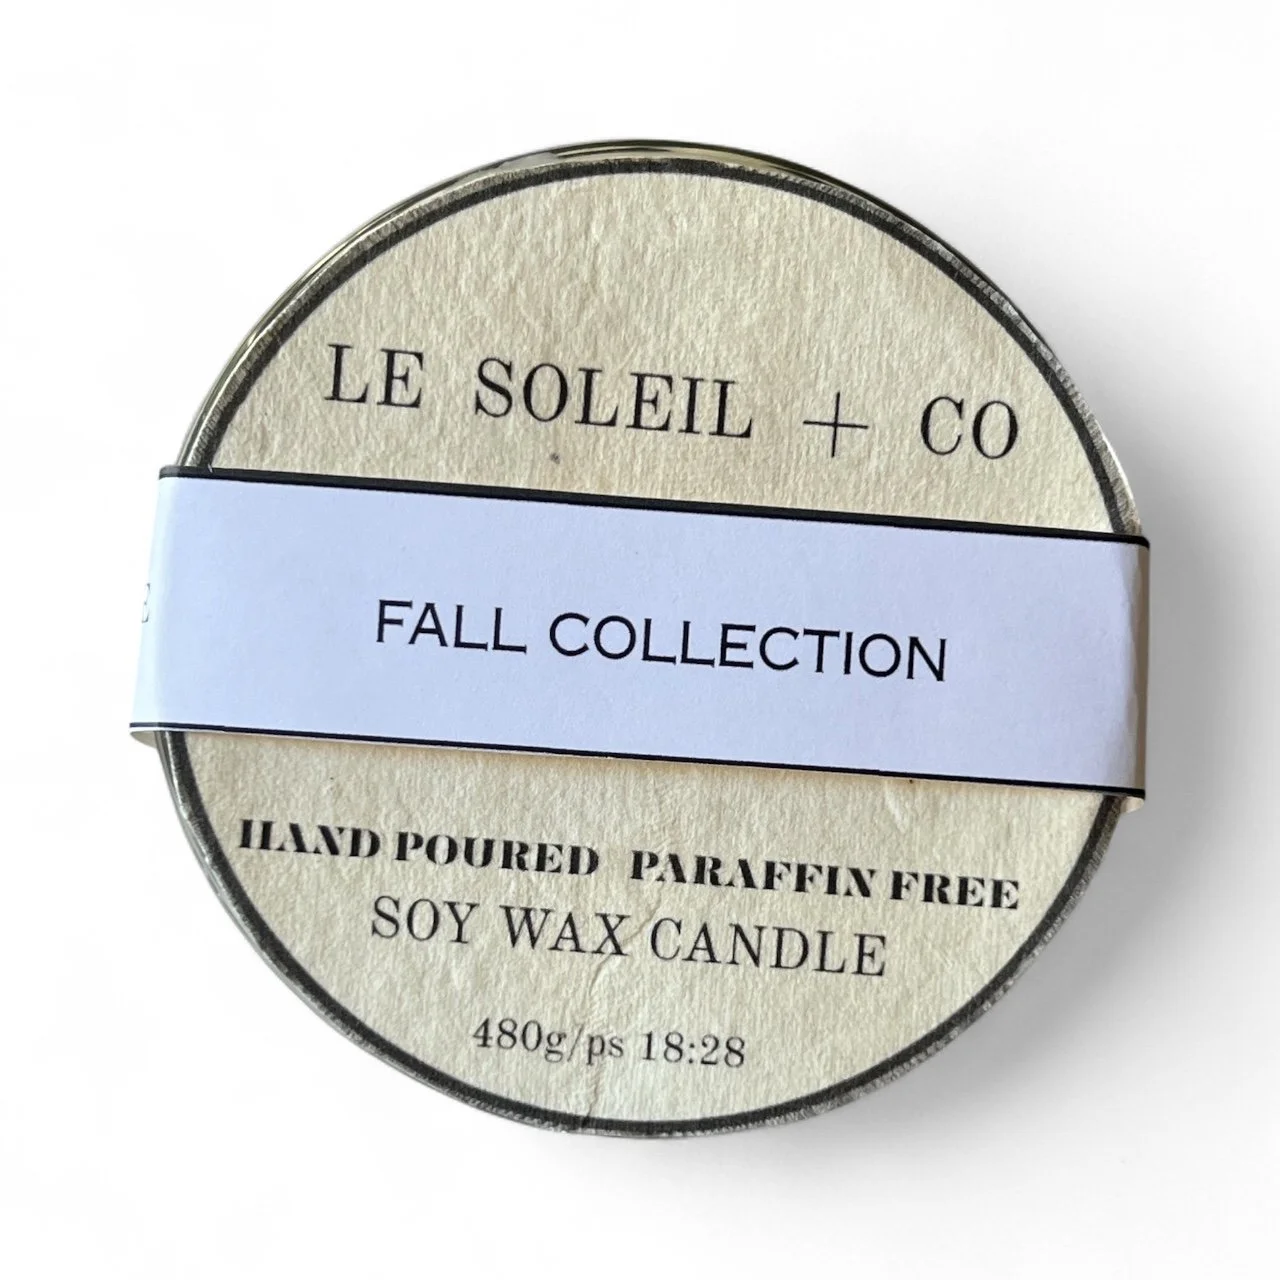 LE SOLEIL + CO
FALL COLLECTION
HAND POURED PARAFFIN FREE
SOY WAX CANDLE
480g/ps 18:28